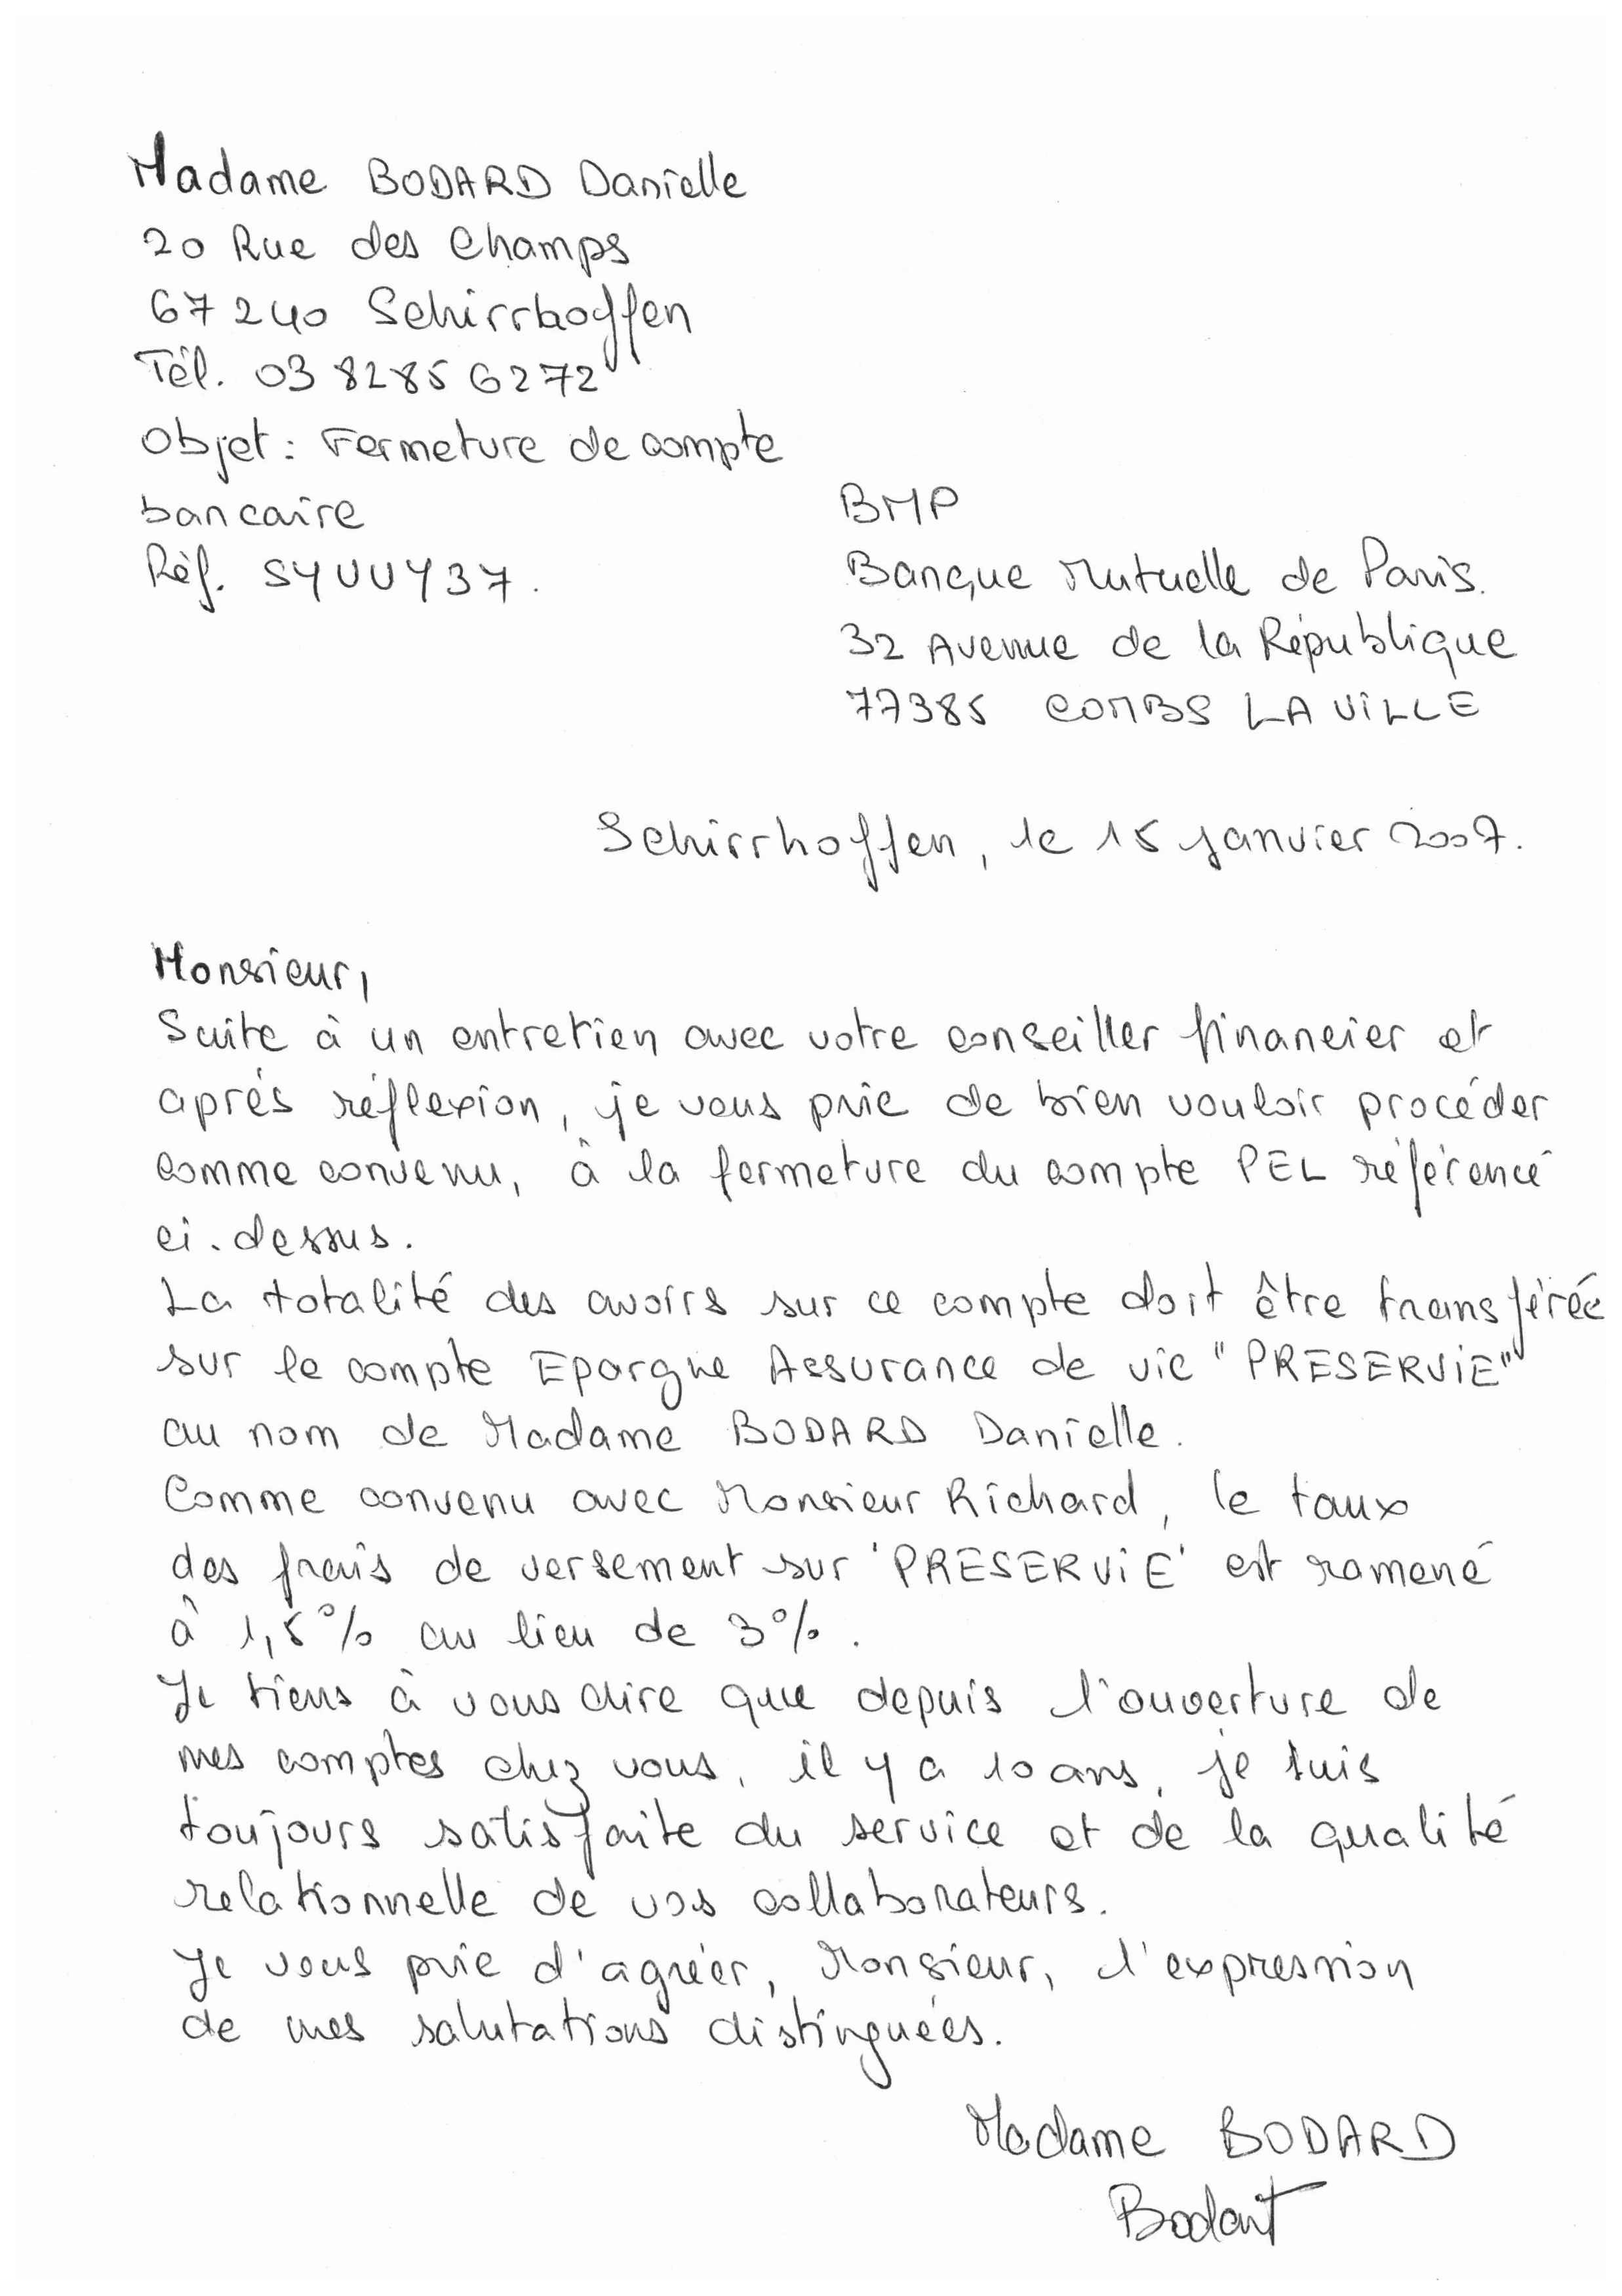 Madame BODARD Danielle
20 Rue des Champs
67240 Schirrhoffen
Tél. 03 82 85 62 72
Objet : Fermeture de compte
bancaire
Réf. SYUUY37.
BMP
Banque Mutuelle de Paris.
32 Avenue de la République
77385 COMBS LA VILLE
Schirrhoffen, le 15 janvier 2007.
Monsieur,
Suite à un entretien avec votre conseiller financier et
après réflexion, je vous prie de bien vouloir procéder
comme convenu, à la fermeture du compte PEL référencé
ci-dessus.
La totalité des avoirs sur ce compte doit être transférée
sur le compte Epargne Assurance de vie "PRESERVIE"
au nom de Madame BODARD Danielle.
Comme convenu avec Monsieur Richard, le taux
des frais de versement sur 'PRESERVIE' est ramené
à 1,5% au lieu de 3%.
Je tiens à vous dire que depuis l'ouverture de
mes comptes chez vous, il y a 10 ans, je suis
toujours satisfaite du service et de la qualité
relationnelle de vos collaborateurs.
Je vous prie d'agréer, Monsieur, l'expression
de mes salutations distinguées.
Madame BODARD
Bodart